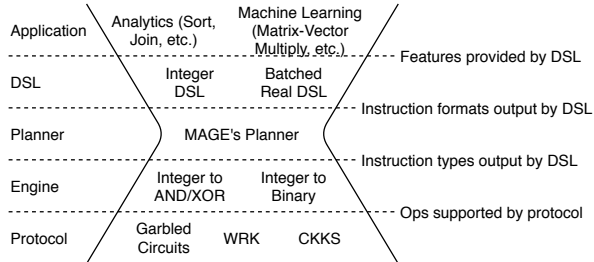 Application
Analytics (Sort,
Join, etc.)
Machine Learning
(Matrix-Vector
Multiply, etc.)
Features provided by DSL
DSL
Integer
DSL
Batched
Real DSL
Instruction formats output by DSL
Planner
MAGE's Planner
Instruction types output by DSL
Engine
Integer to
AND/XOR
Integer to
Binary
Ops supported by protocol
Protocol
Garbled
Circuits
WRK
CKKS